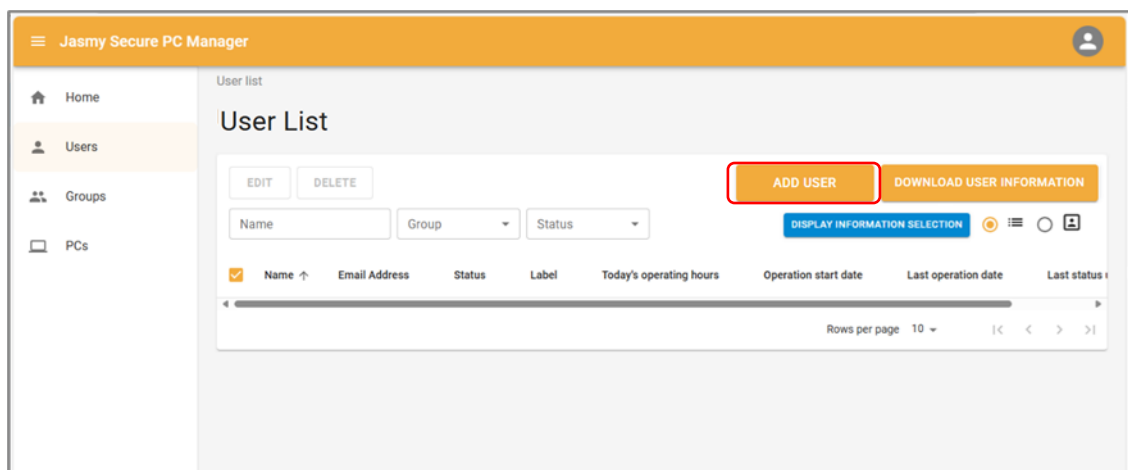 Jasmy Secure PC Manager
Home
Users
Groups
PCs
User list
User List
EDIT DELETE ADD USER DOWNLOAD USER INFORMATION
Name Group Status DISPLAY INFORMATION SELECTION
Name ↑ Email Address Status Label Today's operating hours Operation start date Last operation date Last status
Rows per page 10